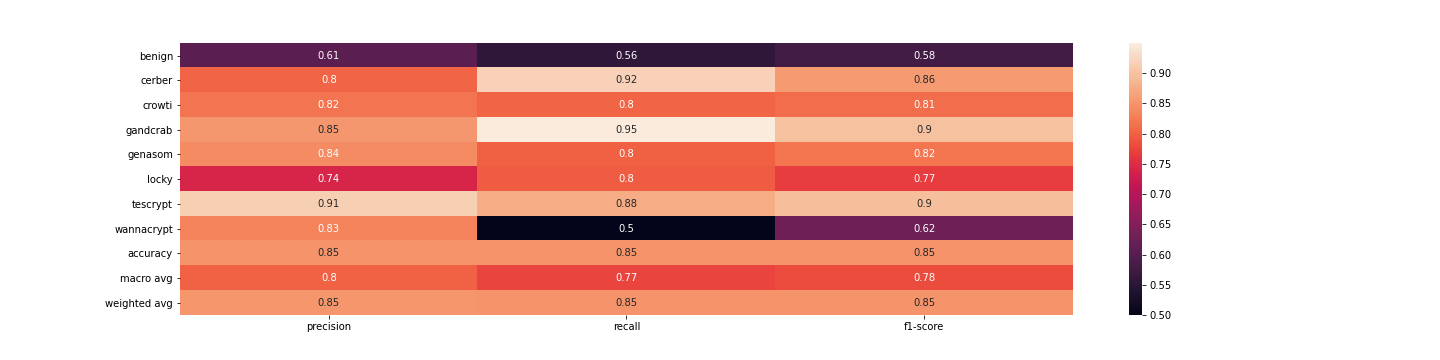 benign 0.61 0.56 0.58
cerber 0.8 0.92 0.86
crowti 0.82 0.8 0.81
gandcrab 0.85 0.95 0.9
genasom 0.84 0.8 0.82
locky 0.74 0.8 0.77
tescrypt 0.91 0.88 0.9
wannacrypt 0.83 0.5 0.62
accuracy 0.85 0.85 0.85
macro avg 0.8 0.77 0.78
weighted avg 0.85 0.85 0.85
precision recall f1-score
0.90
0.85
0.80
0.75
0.70
0.65
0.60
0.55
0.50